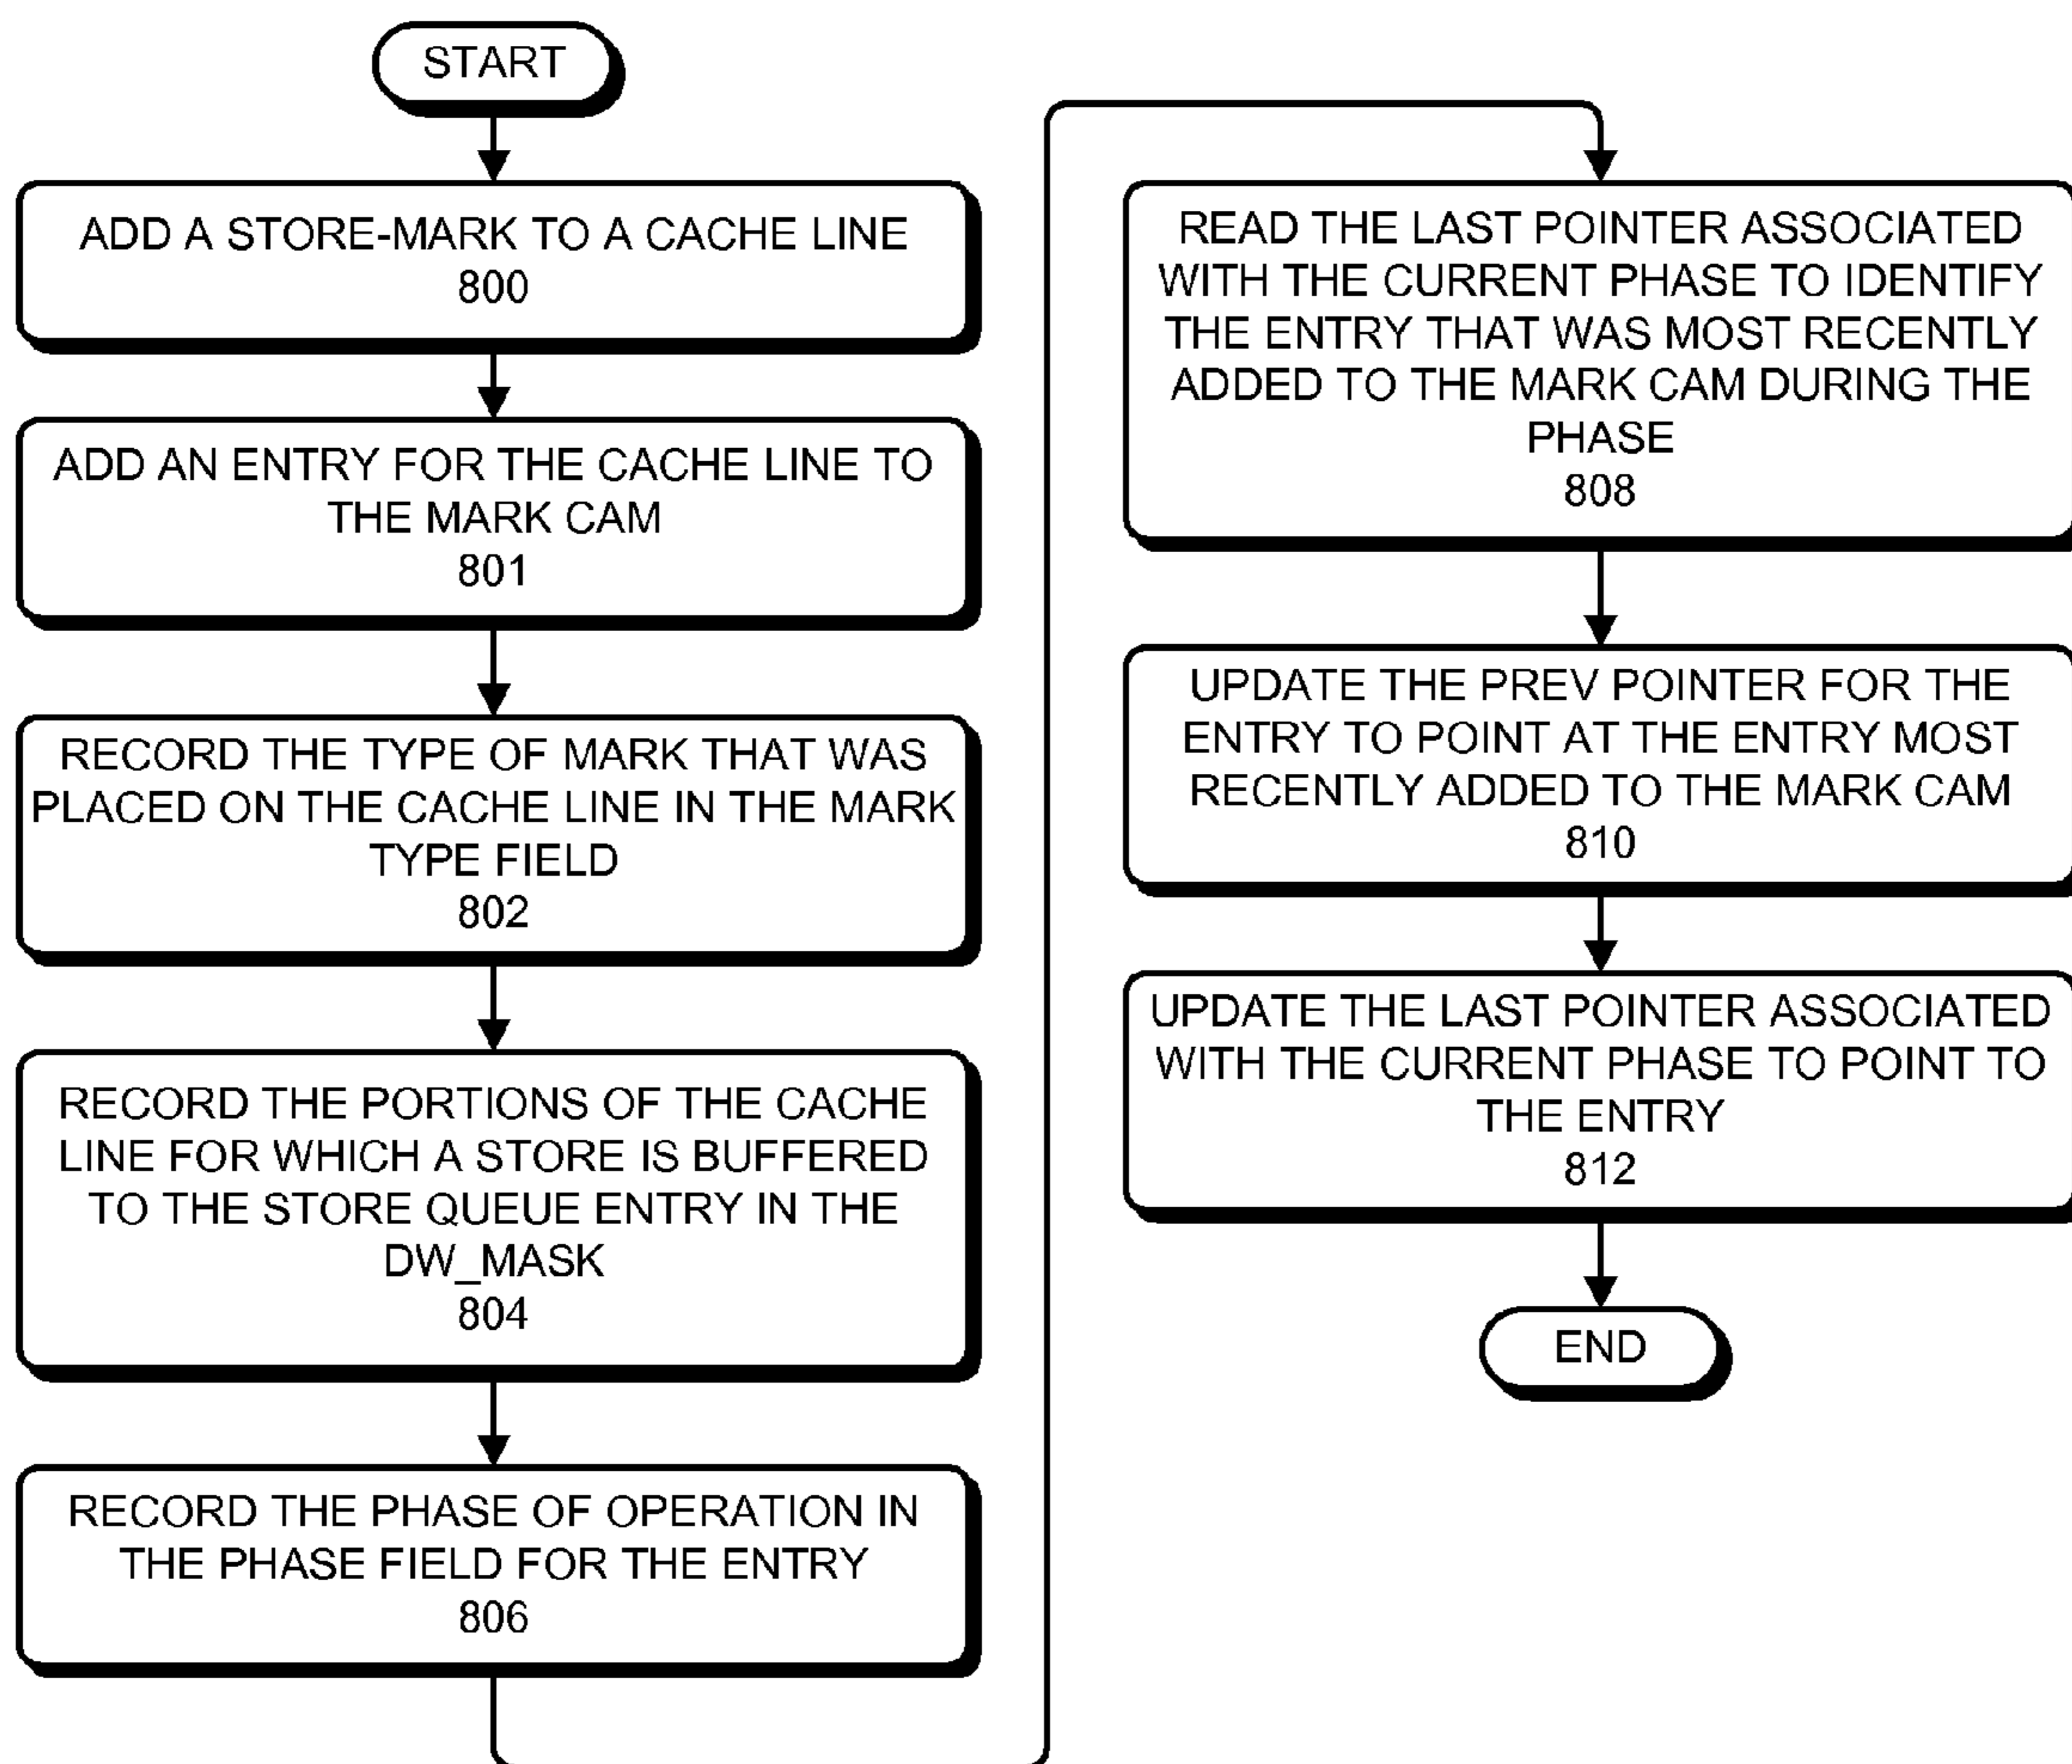 START
ADD A STORE-MARK TO A CACHE LINE
800
ADD AN ENTRY FOR THE CACHE LINE TO
THE MARK CAM
801
RECORD THE TYPE OF MARK THAT WAS
PLACED ON THE CACHE LINE IN THE MARK
TYPE FIELD
802
RECORD THE PORTIONS OF THE CACHE
LINE FOR WHICH A STORE IS BUFFERED
TO THE STORE QUEUE ENTRY IN THE
DW_MASK
804
RECORD THE PHASE OF OPERATION IN
THE PHASE FIELD FOR THE ENTRY
806
READ THE LAST POINTER ASSOCIATED
WITH THE CURRENT PHASE TO IDENTIFY
THE ENTRY THAT WAS MOST RECENTLY
ADDED TO THE MARK CAM DURING THE
PHASE
808
UPDATE THE PREV POINTER FOR THE
ENTRY TO POINT AT THE ENTRY MOST
RECENTLY ADDED TO THE MARK CAM
810
UPDATE THE LAST POINTER ASSOCIATED
WITH THE CURRENT PHASE TO POINT TO
THE ENTRY
812
END